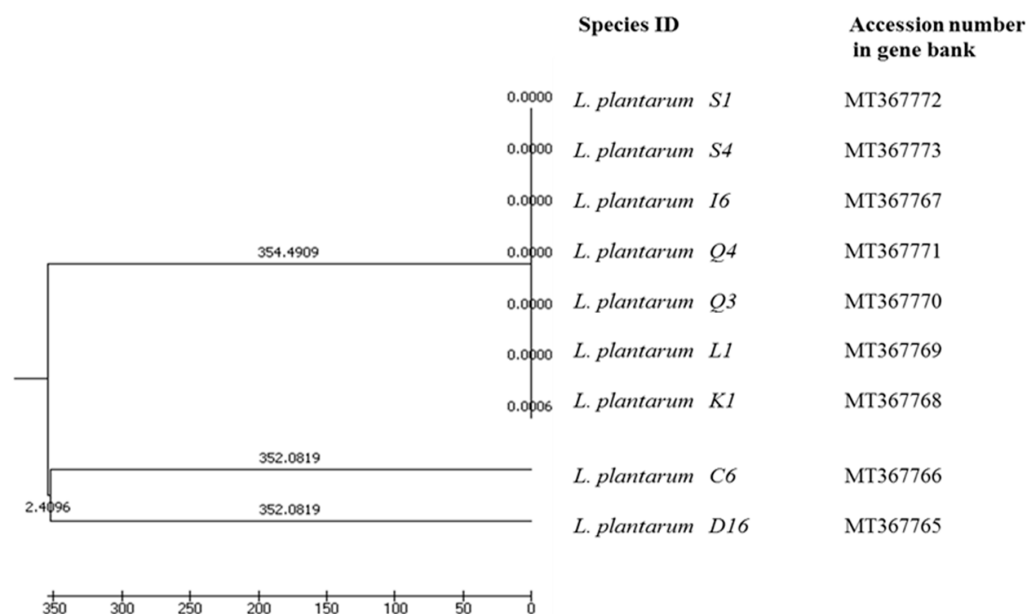 Species ID Accession number
in gene bank
0.0000 L. plantarum S1 MT367772
0.0000 L. plantarum S4 MT367773
0.0000 L. plantarum I6 MT367767
354.4909 0.0000 L. plantarum Q4 MT367771
0.0000 L. plantarum Q3 MT367770
0.0000 L. plantarum L1 MT367769
0.0006 L. plantarum K1 MT367768
352.0819
L. plantarum C6 MT367766
2.4096 352.0819
L. plantarum D16 MT367765
350 300 250 200 150 100 50 0